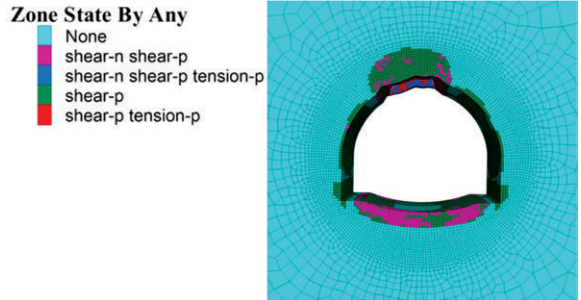 Zone State By Any
None
shear-n shear-p
shear-n shear-p tension-p
shear-p
shear-p tension-p